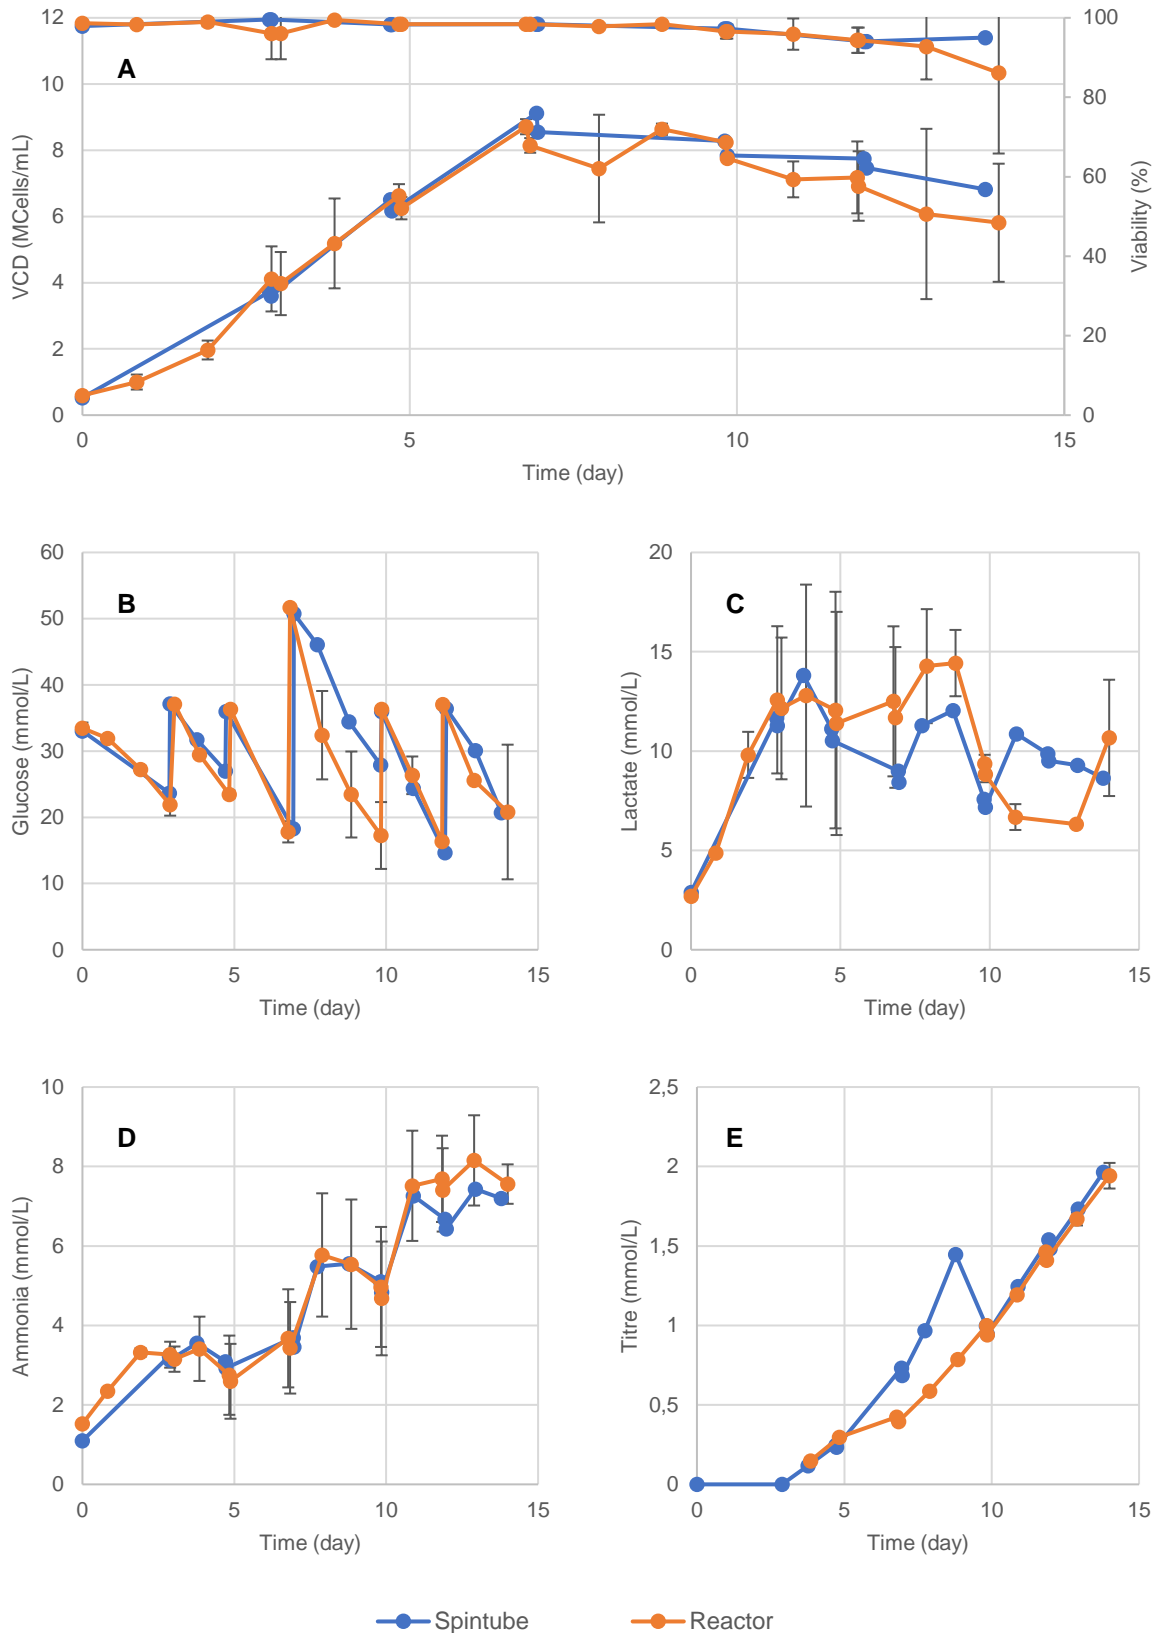 12
10
8
6
4
2
0
VCD (MCells/mL)
A
100
80
60
40
20
0
Viability (%)
0 5 10 15
Time (day)
60
50
40
30
20
10
0
Glucose (mmol/L)
B
0 5 10 15
Time (day)
20
15
10
5
0
Lactate (mmol/L)
C
0 5 10 15
Time (day)
10
8
6
4
2
0
Ammonia (mmol/L)
D
0 5 10 15
Time (day)
2,5
2
1,5
1
0,5
0
Titre (mmol/L)
E
0 5 10 15
Time (day)
Spintube Reactor